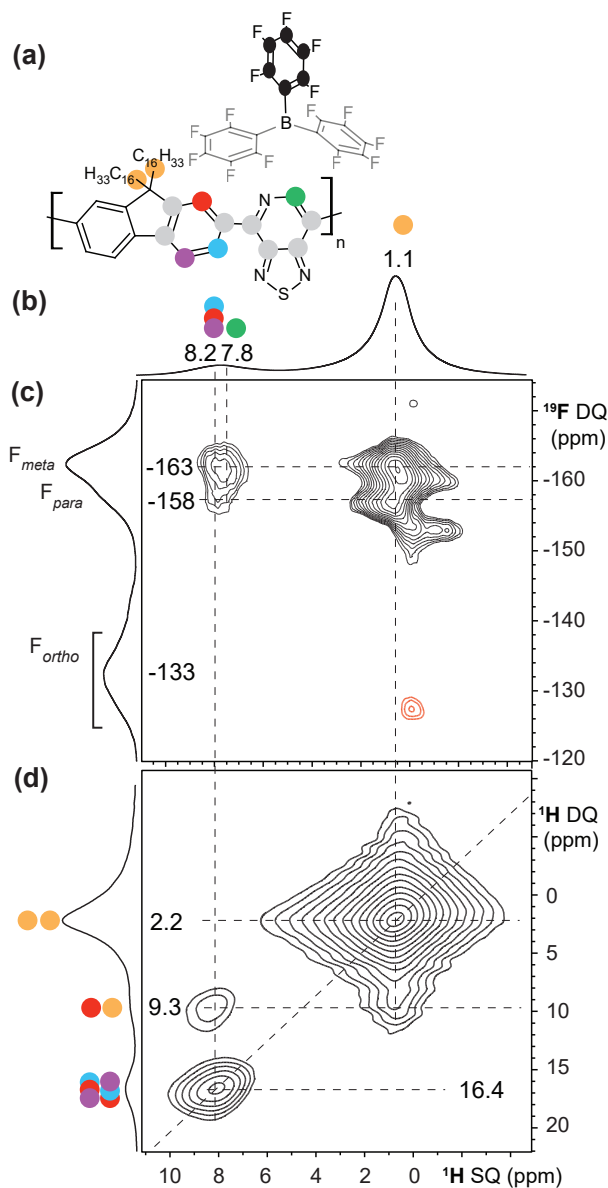 (a)
F
F
F
F
F
B
F
F
F
F
F
F
F
F
F
F
C16H33
H33C16
N
N
N
S
n
1.1
(b)
8.2 7.8
(c)
19F DQ
(ppm)
Fmeta
-163
-160
Fpara
-158
-150
-140
Fortho
-133
-130
-120
(d)
1H DQ
(ppm)
0
2.2
5
9.3
10
15
16.4
20
10 8 6 4 2 0 1H SQ (ppm)